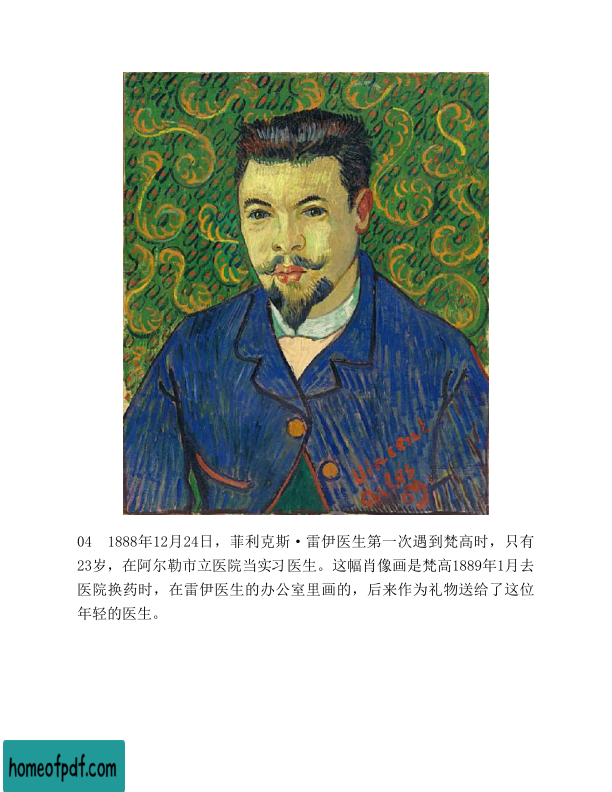 Vincent
04 1888年12月24日，菲利克斯·雷伊医生第一次遇到梵高时，只有
23岁，在阿尔勒市立医院当实习医生。这幅肖像画是梵高1889年1月去
医院换药时，在雷伊医生的办公室里画的，后来作为礼物送给了这位
年轻的医生。
homeofpdf.com